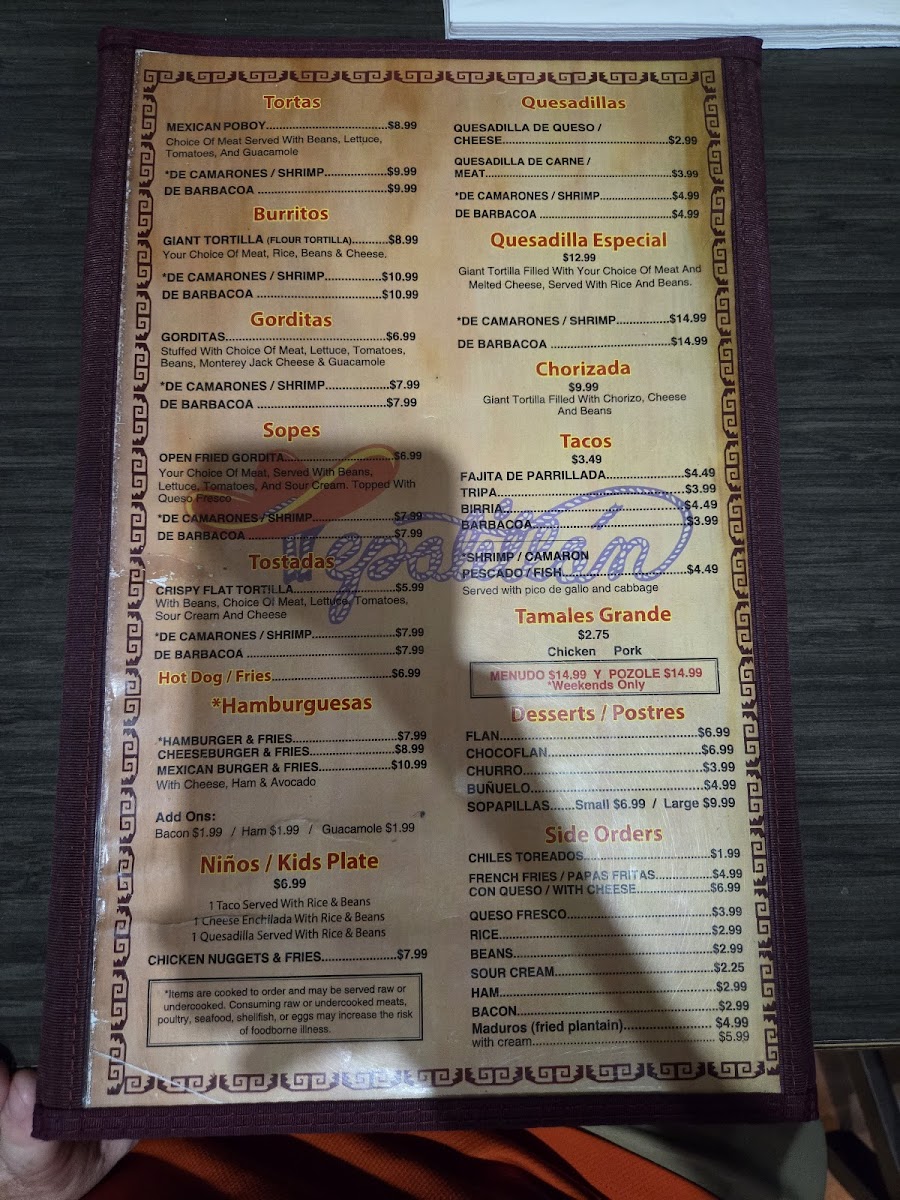 Tortas
MEXICAN POBOY.....$8.99
Choice Of Meat Served With Beans, Lettuce,
Tomatoes, And Guacamole
*DE CAMARONES / SHRIMP.....$9.99
DE BARBACOA .....$9.99
Burritos
GIANT TORTILLA (FLOUR TORTILLA).....$8.99
Your Choice Of Meat, Rice, Beans & Cheese.
*DE CAMARONES / SHRIMP.....$10.99
DE BARBACOA .....$10.99
Gorditas
GORDITAS.....$6.99
Stuffed With Choice Of Meat, Lettuce, Tomatoes,
Beans, Monterey Jack Cheese & Guacamole
*DE CAMARONES / SHRIMP.....$7.99
DE BARBACOA .....$7.99
Sopes
OPEN FRIED GORDITA.....$6.99
Your Choice Of Meat, Served With Beans,
Lettuce, Tomatoes, And Sour Cream. Topped With
Queso Fresco
*DE CAMARONES / SHRIMP.....$7.99
DE BARBACOA .....$7.99
Tostadas
CRISPY FLAT TORTILLA.....$5.99
With Beans, Choice Of Meat, Lettuce, Tomatoes,
Sour Cream And Cheese
*DE CAMARONES / SHRIMP.....$7.99
DE BARBACOA .....$7.99
Hot Dog / Fries.....$6.99
*Hamburguesas
*HAMBURGER & FRIES.....$7.99
CHEESEBURGER & FRIES.....$8.99
MEXICAN BURGER & FRIES.....$10.99
With Cheese, Ham & Avocado
Add Ons:
Bacon $1.99 / Ham $1.99 / Guacamole $1.99
Niños / Kids Plate
$6.99
1 Taco Served With Rice & Beans
1 Cheese Enchilada With Rice & Beans
1 Quesadilla Served With Rice & Beans
CHICKEN NUGGETS & FRIES.....$7.99
*Items are cooked to order and may be served raw or
undercooked. Consuming raw or undercooked meats,
poultry, seafood, shellfish, or eggs may increase the risk
of foodborne illness.
Quesadillas
QUESADILLA DE QUESO /
CHEESE.....$2.99
QUESADILLA DE CARNE /
MEAT.....$3.99
*DE CAMARONES / SHRIMP.....$4.99
DE BARBACOA .....$4.99
Quesadilla Especial
$12.99
Giant Tortilla Filled With Your Choice Of Meat And
Melted Cheese, Served With Rice And Beans.
*DE CAMARONES / SHRIMP.....$14.99
DE BARBACOA .....$14.99
Chorizada
$9.99
Giant Tortilla Filled With Chorizo, Cheese
And Beans
Tacos
$3.49
FAJITA DE PARRILLADA.....$4.49
TRIPA.....$3.99
BIRRIA.....$4.49
BARBACOA.....$3.99
*SHRIMP / CAMARON
PESCADO / FISH.....$4.49
Served with pico de gallo and cabbage
Tepatitlán
Tamales Grande
$2.75
Chicken Pork
MENUDO $14.99 Y POZOLE $14.99
*Weekends Only
Desserts / Postres
FLAN.....$6.99
CHOCOFLAN.....$6.99
CHURRO.....$3.99
BUÑUELO.....$4.99
SOPAPILLAS.......Small $6.99 / Large $9.99
Side Orders
CHILES TOREADOS.....$1.99
FRENCH FRIES / PAPAS FRITAS.....$4.99
CON QUESO / WITH CHEESE.....$6.99
QUESO FRESCO.....$3.99
RICE.....$2.99
BEANS.....$2.99
SOUR CREAM.....$2.25
HAM.....$2.99
BACON.....$2.99
Maduros (fried plantain)..... $4.99
with cream..... $5.99